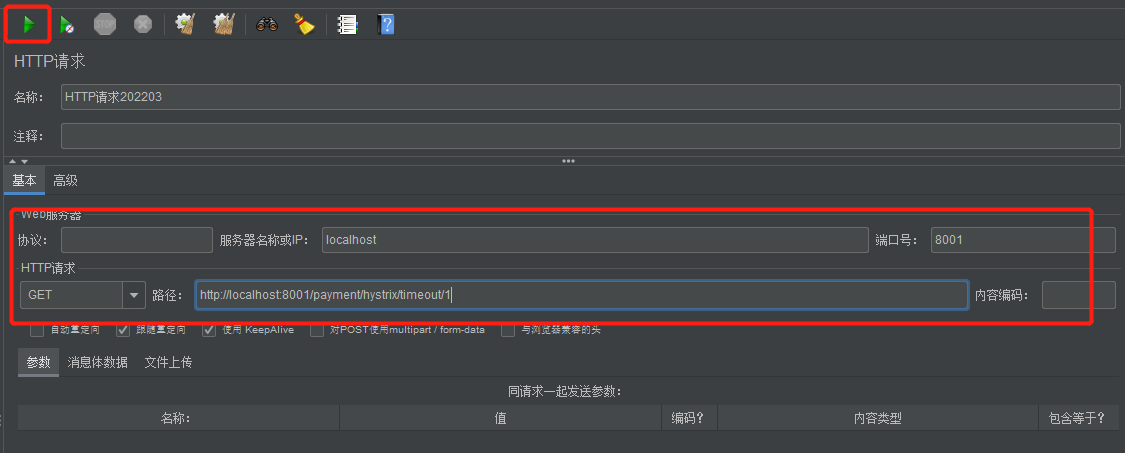 STOP
HTTP请求
名称： HTTP请求202203
注释：
基本 高级
Web服务器
协议： 服务器名称或IP： localhost 端口号： 8001
HTTP请求
GET 路径： http://localhost:8001/payment/hystrix/timeout/1 内容编码：
自动重定向 跟随重定向 使用 KeepAlive 对POST使用multipart / form-data 与浏览器兼容的头
参数 消息体数据 文件上传
同请求一起发送参数：
名称： 值 编码？ 内容类型 包含等于？